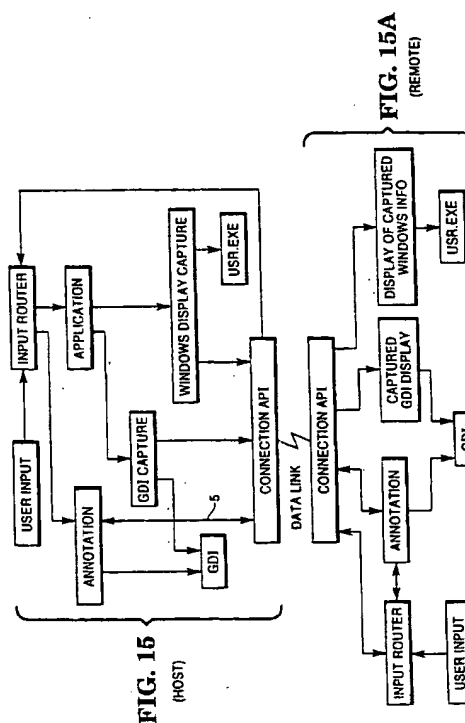 FIG. 15
(HOST)
USER INPUT
INPUT ROUTER
ANNOTATION
APPLICATION
GDI CAPTURE
WINDOWS DISPLAY CAPTURE
5
GDI
USR.EXE
CONNECTION API
DATA LINK
FIG. 15A
(REMOTE)
CONNECTION API
INPUT ROUTER
ANNOTATION
CAPTURED
GDI DISPLAY
DISPLAY OF CAPTURED
WINDOWS INFO
USER INPUT
GDI
USR.EXE